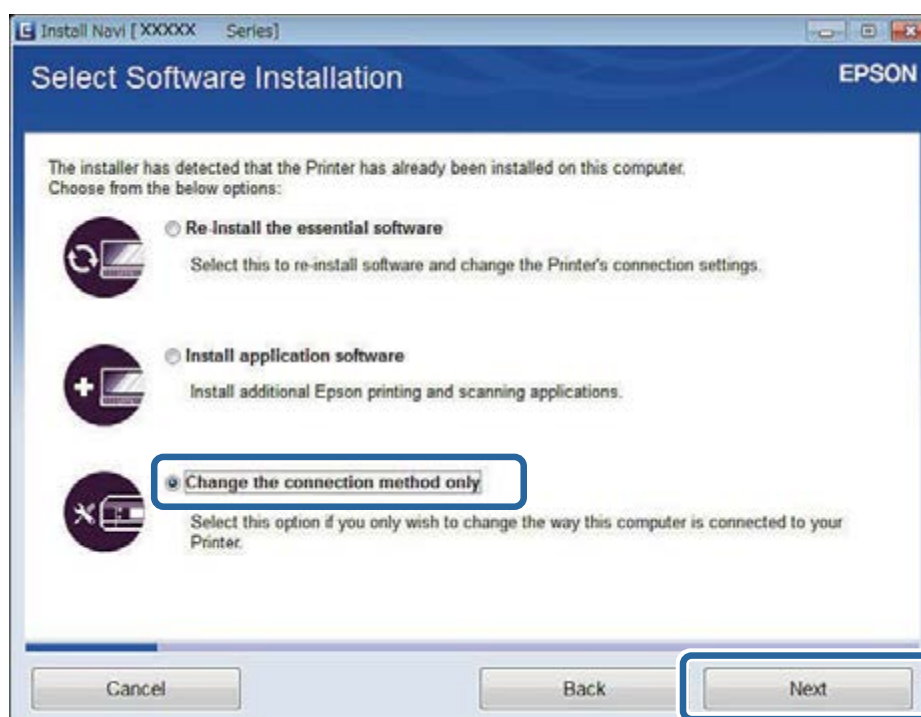 Install Navi [ XXXXX Series]
Select Software Installation
EPSON
The installer has detected that the Printer has already been installed on this computer.
Choose from the below options:
Re-install the essential software
Select this to re-install software and change the Printer's connection settings.
Install application software
Install additional Epson printing and scanning applications.
Change the connection method only
Select this option if you only wish to change the way this computer is connected to your
Printer.
Cancel
Back
Next